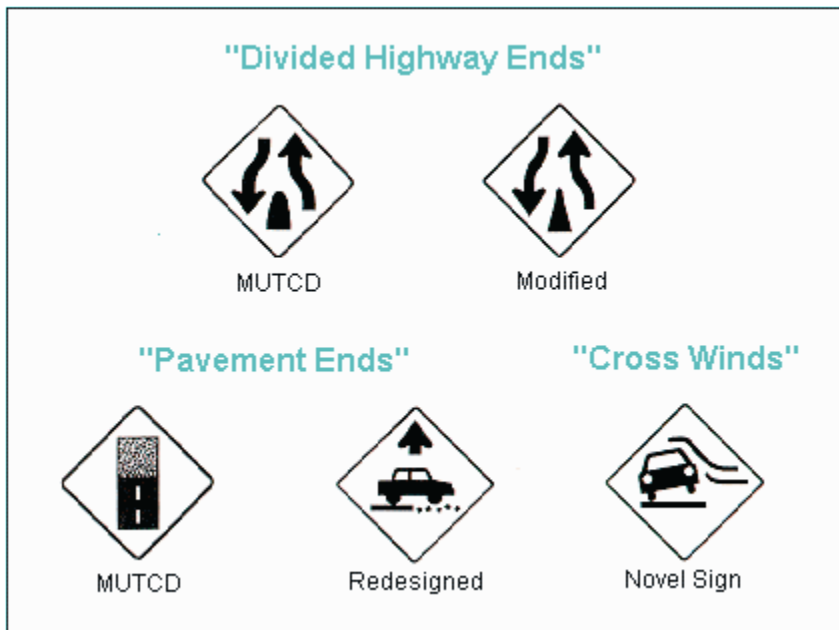 "Divided Highway Ends"
MUTCD
Modified
"Pavement Ends"
"Cross Winds"
MUTCD
Redesigned
Novel Sign